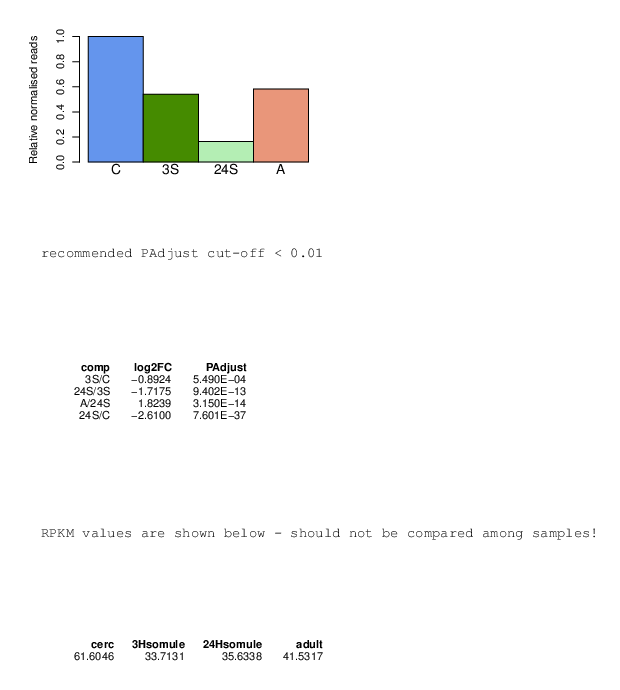 Relative normalised reads
1.0
0.8
0.6
0.4
0.2
0.0
C 3S 24S A
recommended PAdjust cut-off < 0.01
comp log2FC PAdjust
3S/C −0.8924 5.490E−04
24S/3S −1.7175 9.402E−13
A/24S 1.8239 3.150E−14
24S/C −2.6100 7.601E−37
RPKM values are shown below - should not be compared among samples!
cerc 3Hsomule 24Hsomule adult
61.6046 33.7131 35.6338 41.5317